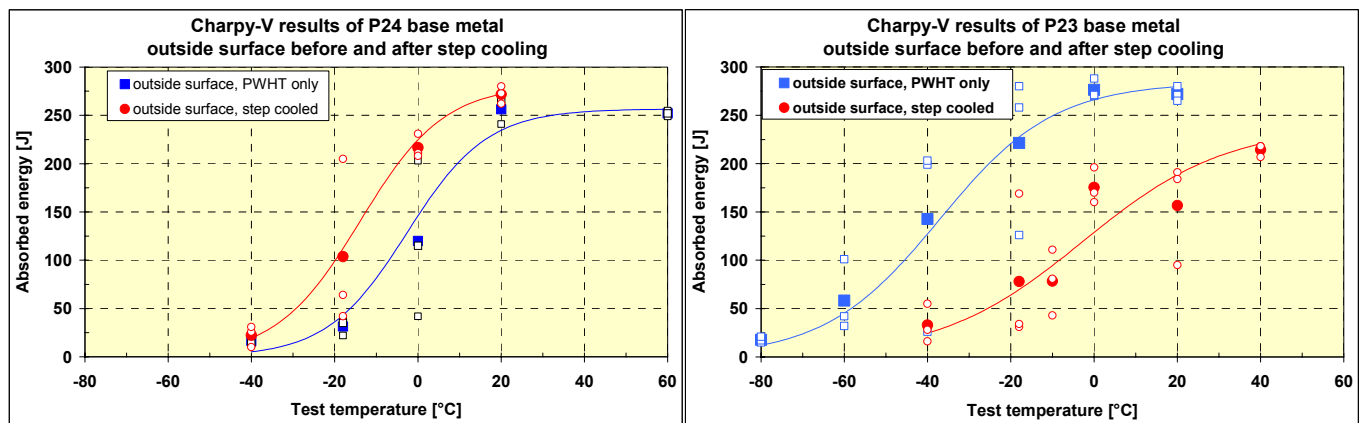 Charpy-V results of P24 base metal
outside surface before and after step cooling
outside surface, PWHT only
outside surface, step cooled
Absorbed energy [J]
300
250
200
150
100
50
0
-80 -60 -40 -20 0 20 40 60
Test temperature [°C]
Charpy-V results of P23 base metal
outside surface before and after step cooling
outside surface, PWHT only
outside surface, step cooled
Absorbed energy [J]
300
250
200
150
100
50
0
-80 -60 -40 -20 0 20 40 60
Test temperature [°C]